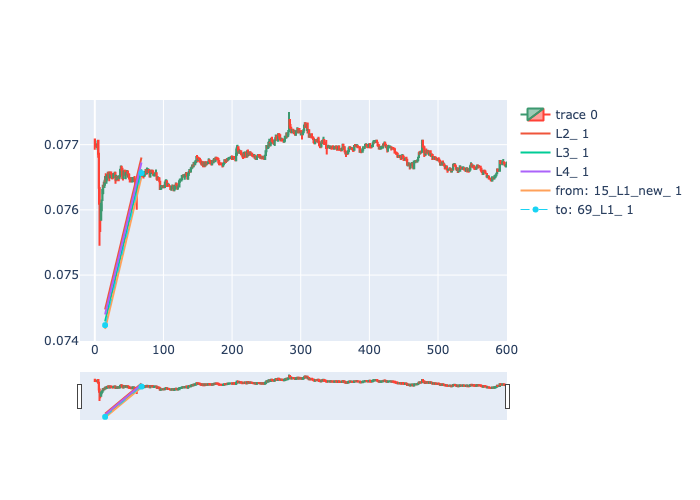 trace 0
L2_ 1
L3_ 1
L4_ 1
from: 15_L1_new_ 1
to: 69_L1_ 1
0.077
0.076
0.075
0.074
0 100 200 300 400 500 600